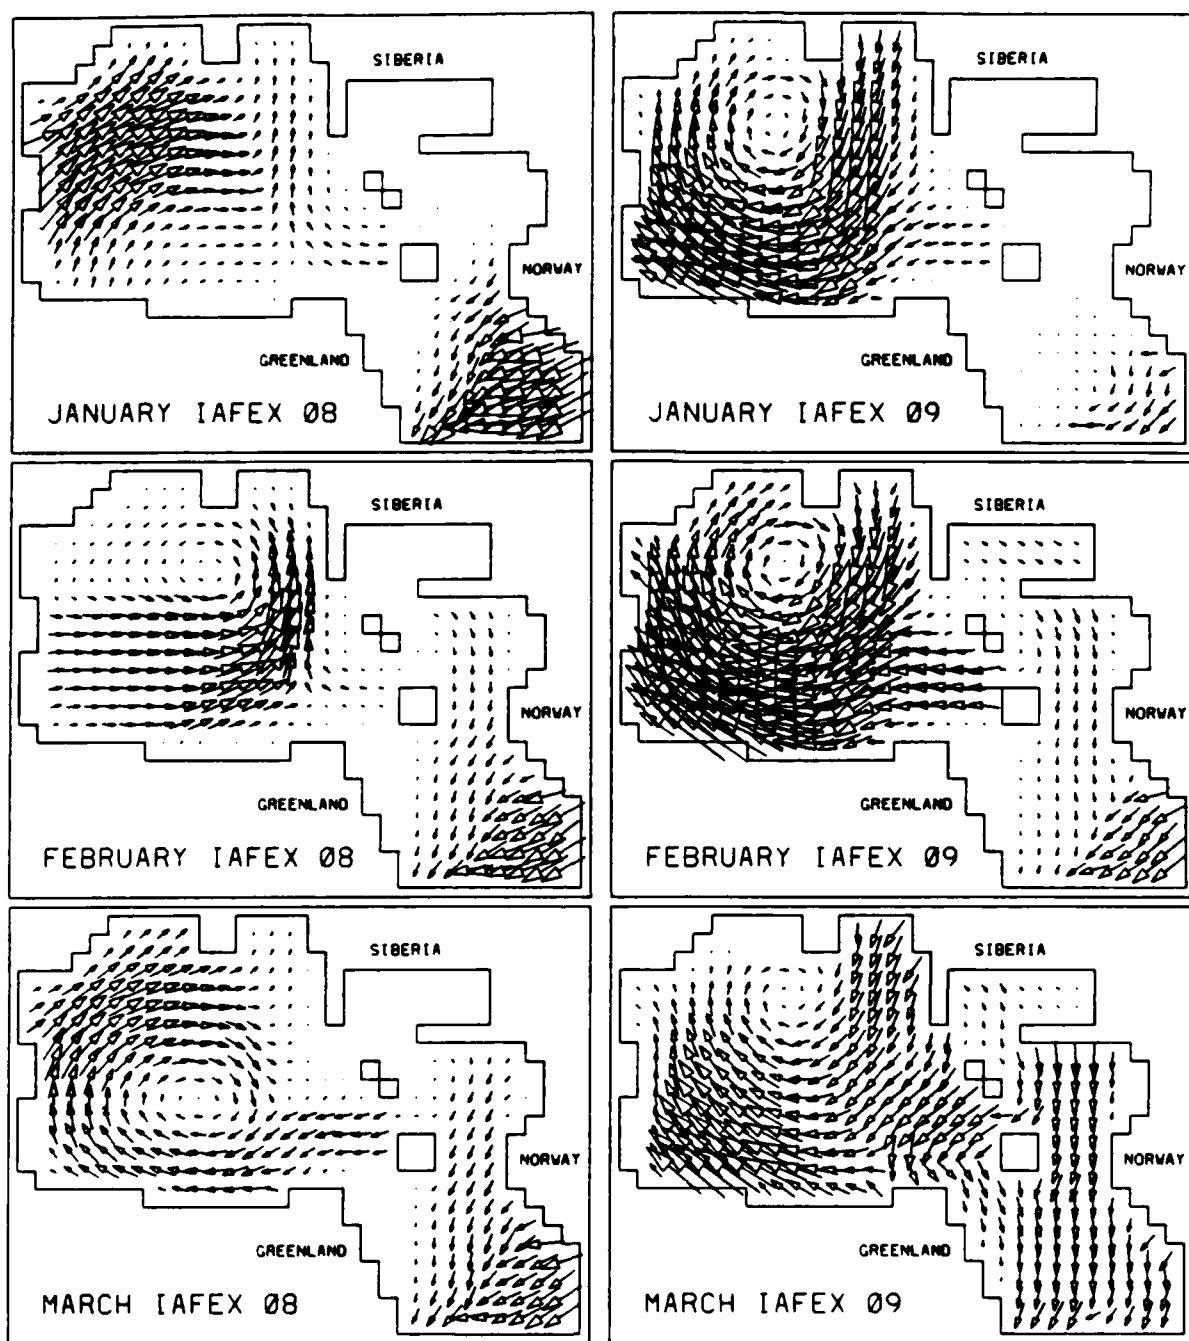 SIBERIA
NORWAY
GREENLAND
JANUARY IAFEX 08
SIBERIA
NORWAY
GREENLAND
JANUARY IAFEX 09
SIBERIA
NORWAY
GREENLAND
FEBRUARY IAFEX 08
SIBERIA
NORWAY
GREENLAND
FEBRUARY IAFEX 09
SIBERIA
NORWAY
GREENLAND
MARCH IAFEX 08
SIBERIA
NORWAY
GREENLAND
MARCH IAFEX 09